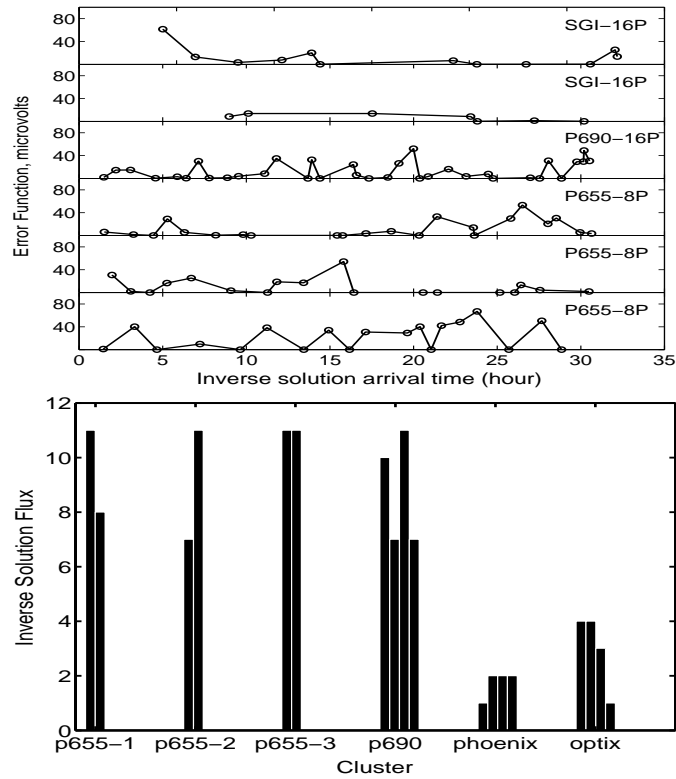 80
40
SGI−16P
80
40
SGI−16P
80
40
P690−16P
80
40
P655−8P
80
40
P655−8P
80
40
P655−8P
Error Function, microvolts
0 5 10 15 20 25 30 35
Inverse solution arrival time (hour)
12
10
8
6
4
2
0
Inverse Solution Flux
p655−1 p655−2 p655−3 p690 phoenix optix
Cluster